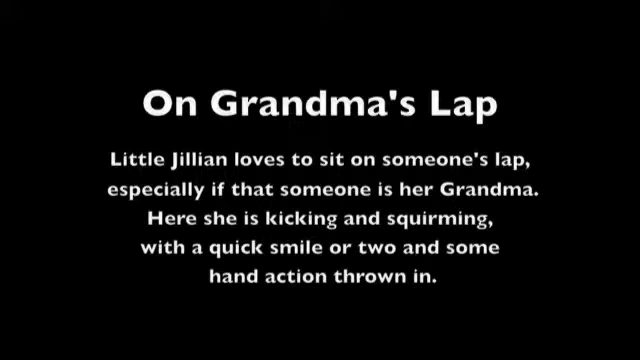 On Grandma's Lap
Little Jillian loves to sit on someone's lap,
especially if that someone is her Grandma.
Here she is kicking and squirming,
with a quick smile or two and some
hand action thrown in.